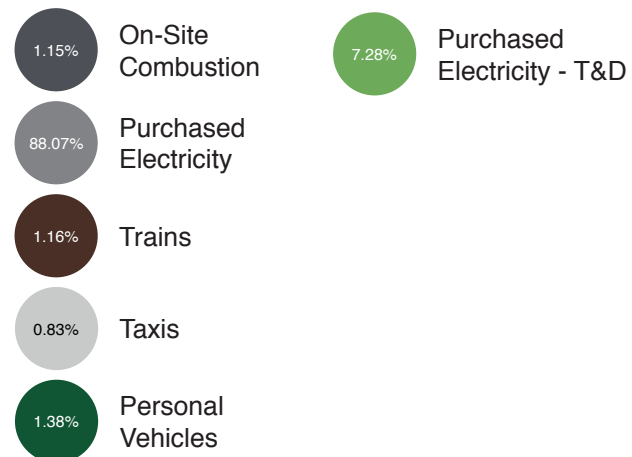 1.15%
On-Site
Combustion
88.07%
Purchased
Electricity
1.16%
Trains
0.83%
Taxis
1.38%
Personal
Vehicles
7.28%
Purchased
Electricity - T&D